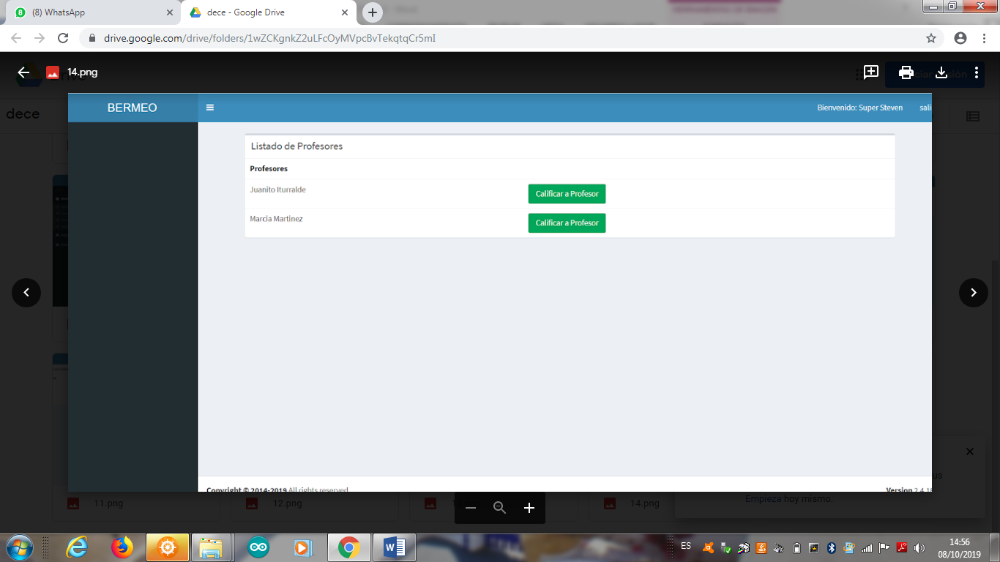 (8) WhatsApp
dece - Google Drive
drive.google.com/drive/folders/1wZCKgnkZ2uLFcOyMVpcBvTekqtqCr5mI
14.png
dece
BERMEO
Bienvenido: Super Steven
sali
Listado de Profesores
Profesores
Juanito Iturralde
Calificar a Profesor
Marcia Martinez
Calificar a Profesor
Copyright © 2014-2019 All rights reserved
Version 2.4.18
us
11.png
12.png
14.png
Empieza hoy mismo.
ES
14:56
08/10/2019